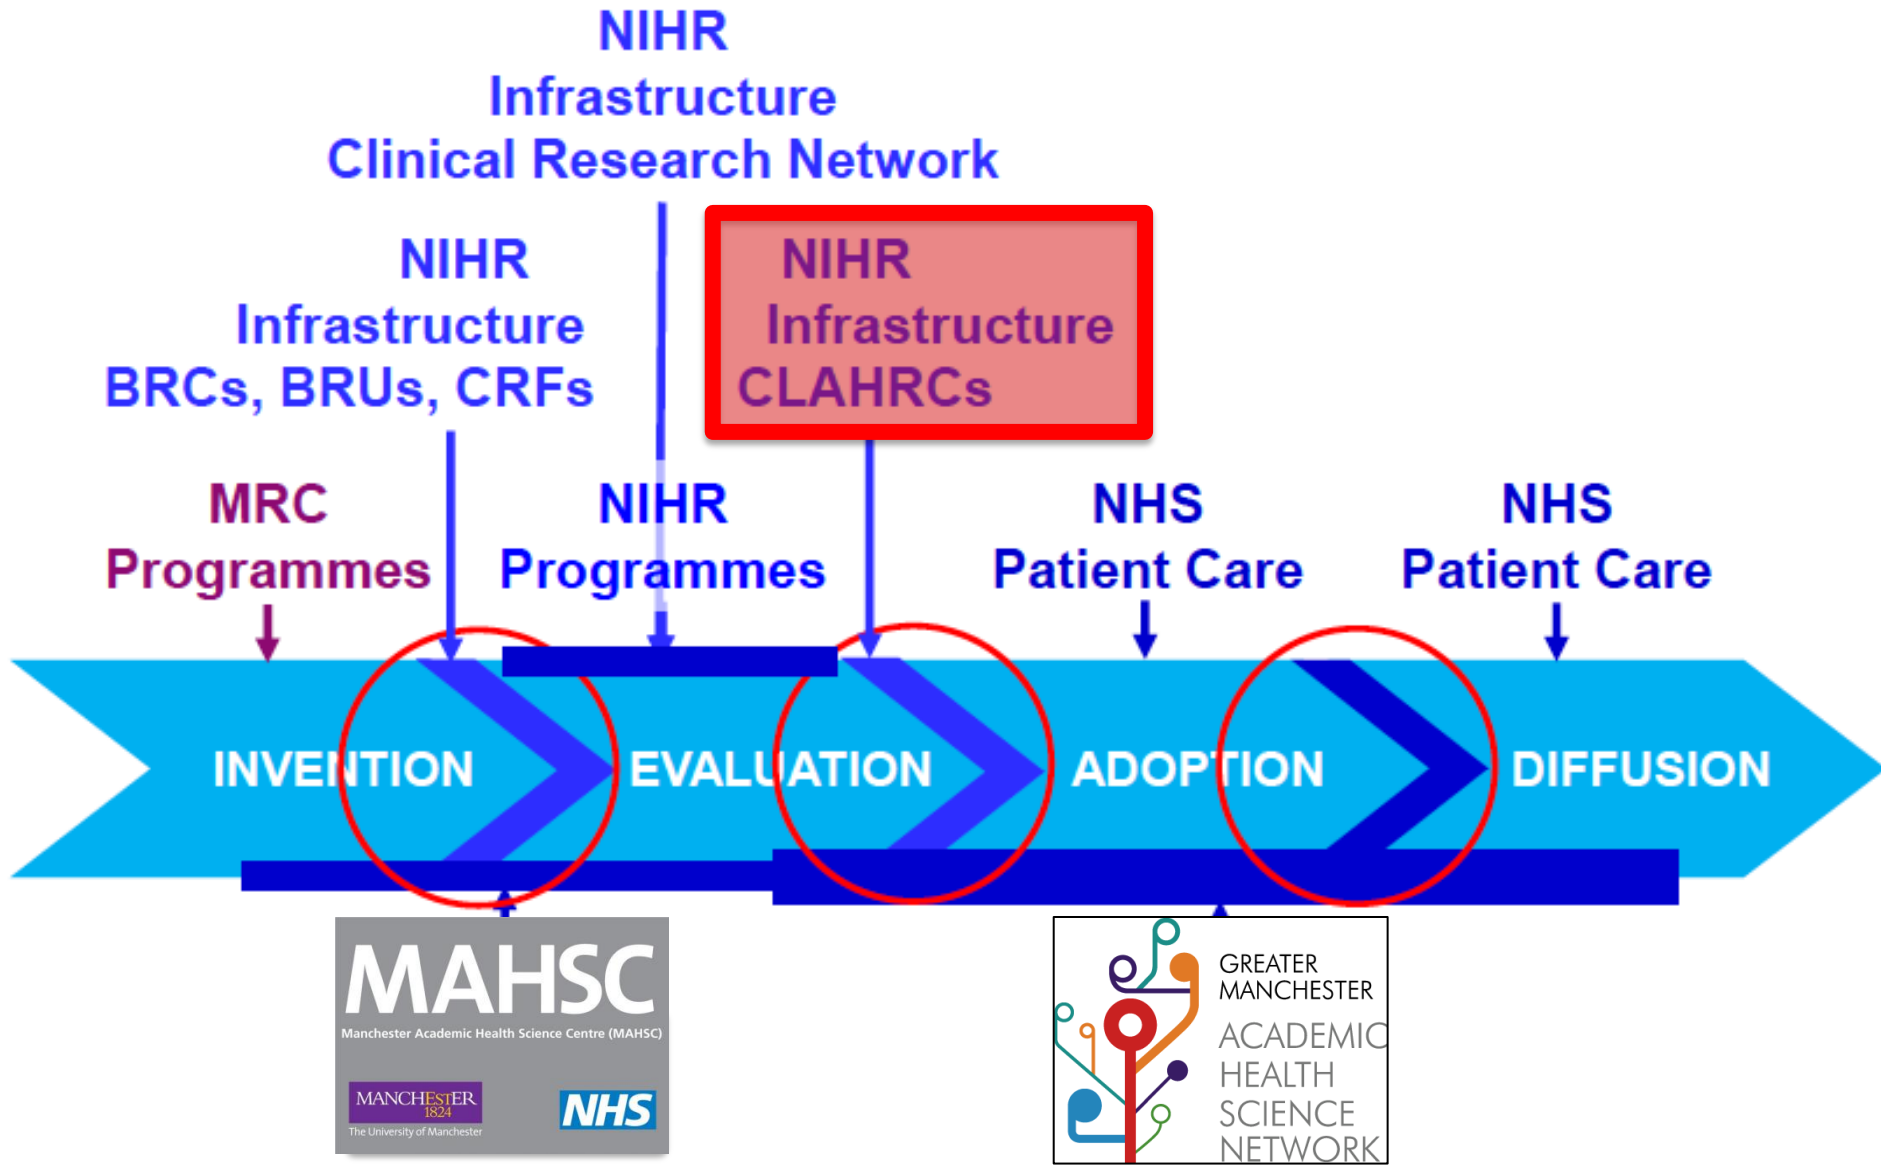 NIHR
Infrastructure
Clinical Research Network
NIHR
Infrastructure
BRCs, BRUs, CRFs
NIHR
Infrastructure
CLAHRCs
MRC
Programmes
NIHR
Programmes
NHS
Patient Care
NHS
Patient Care
INVENTION
EVALUATION
ADOPTION
DIFFUSION
MAHSC
Manchester Academic Health Science Centre (MAHSC)
MANCHESTER
1824
The University of Manchester
NHS
GREATER
MANCHESTER
ACADEMIC
HEALTH
SCIENCE
NETWORK